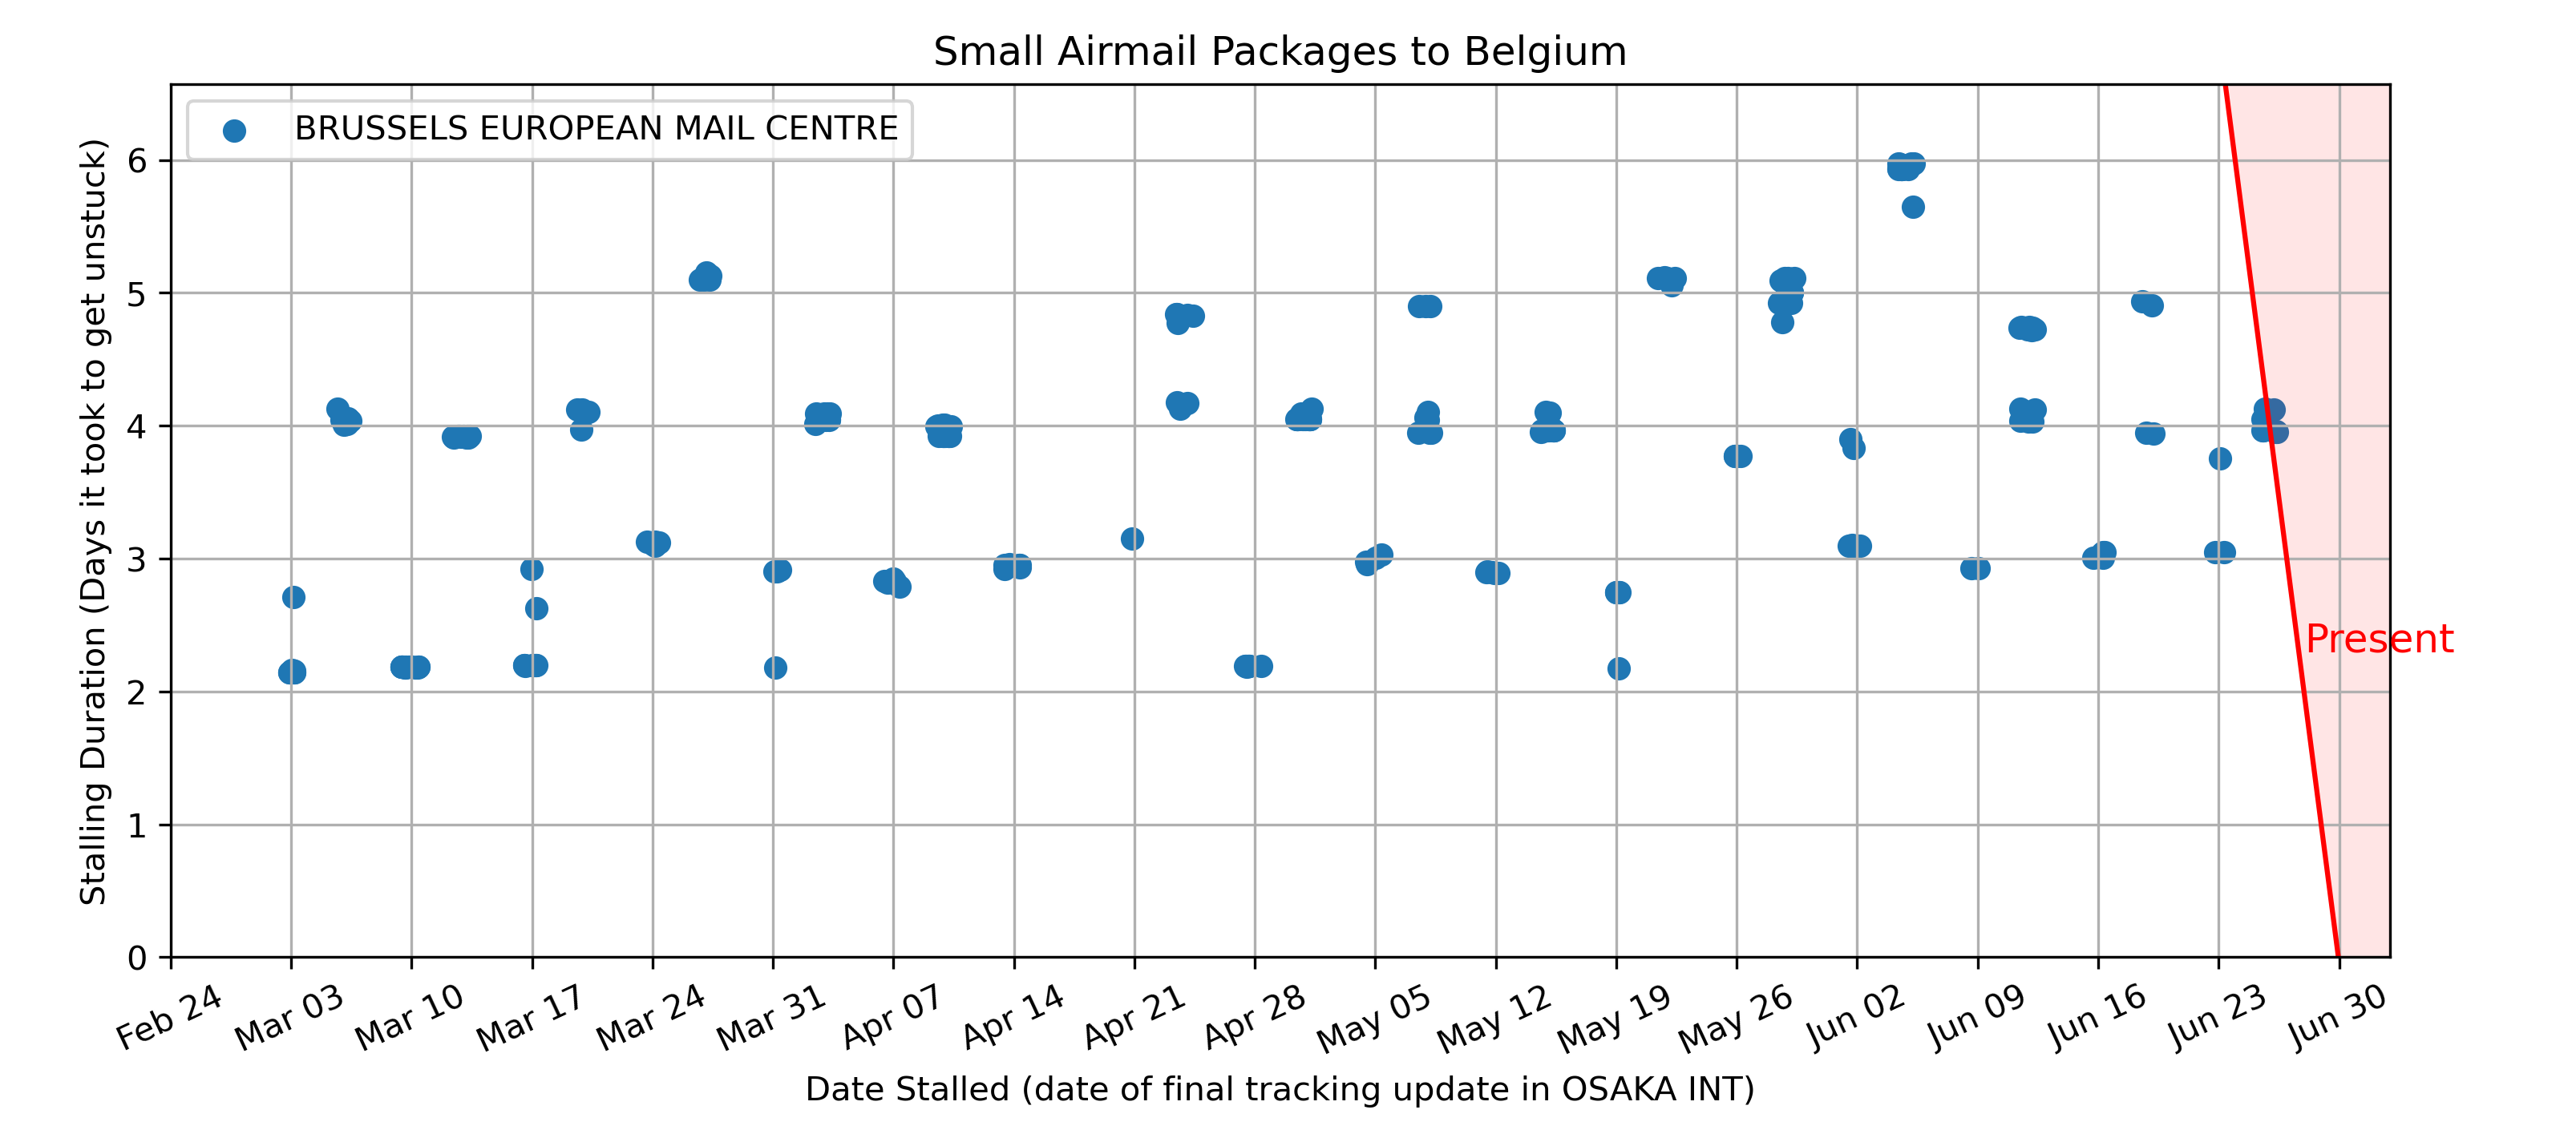 Small Airmail Packages to Belgium
BRUSSELS EUROPEAN MAIL CENTRE
Stalling Duration (Days it took to get unstuck)
6
5
4
3
2
1
0
Present
Feb 24
Mar 03
Mar 10
Mar 17
Mar 24
Mar 31
Apr 07
Apr 14
Apr 21
Apr 28
May 05
May 12
May 19
May 26
Jun 02
Jun 09
Jun 16
Jun 23
Jun 30
Date Stalled (date of final tracking update in OSAKA INT)